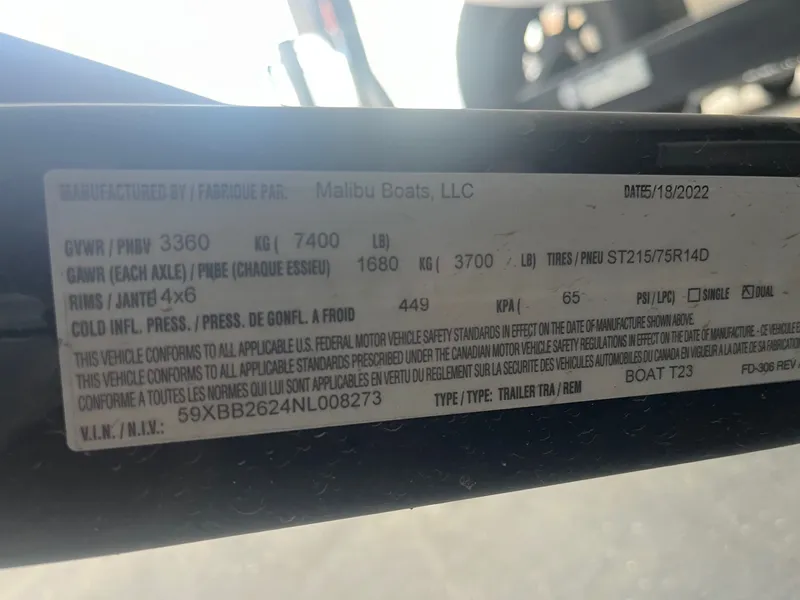 MANUFACTURED BY / FABRIQUE PAR: Malibu Boats, LLC DATE 5/18/2022
GVWR / PNBV 3360 KG ( 7400 LB)
GAWR (EACH AXLE) / PNBE (CHAQUE ESSIEU) 1680 KG ( 3700 LB) TIRES / PNEU ST215/75R14D
RIMS / JANTE 14x6
COLD INFL. PRESS. / PRESS. DE GONFL. A FROID 449 KPA ( 65 PSI / LPC) ☐ SINGLE ☒ DUAL
THIS VEHICLE CONFORMS TO ALL APPLICABLE U.S. FEDERAL MOTOR VEHICLE SAFETY STANDARDS IN EFFECT ON THE DATE OF MANUFACTURE SHOWN ABOVE.
THIS VEHICLE CONFORMS TO ALL APPLICABLE STANDARDS PRESCRIBED UNDER THE CANADIAN MOTOR VEHICLE SAFETY REGULATIONS IN EFFECT ON THE DATE OF MANUFACTURE. - CE VEHICULE E
CONFORME A TOUTES LES NORMES QUI LUI SONT APPLICABLES EN VERTU DU REGLEMENT SUR LA SECURITE DES VEHICULES AUTOMOBILES DU CANADA EN VIGUEUR A LA DATE DE SA FABRICATION
V.I.N. / N.I.V.: 59XBB2624NL008273 TYPE / TYPE: TRAILER TRA / REM BOAT T23 FD-306 REV